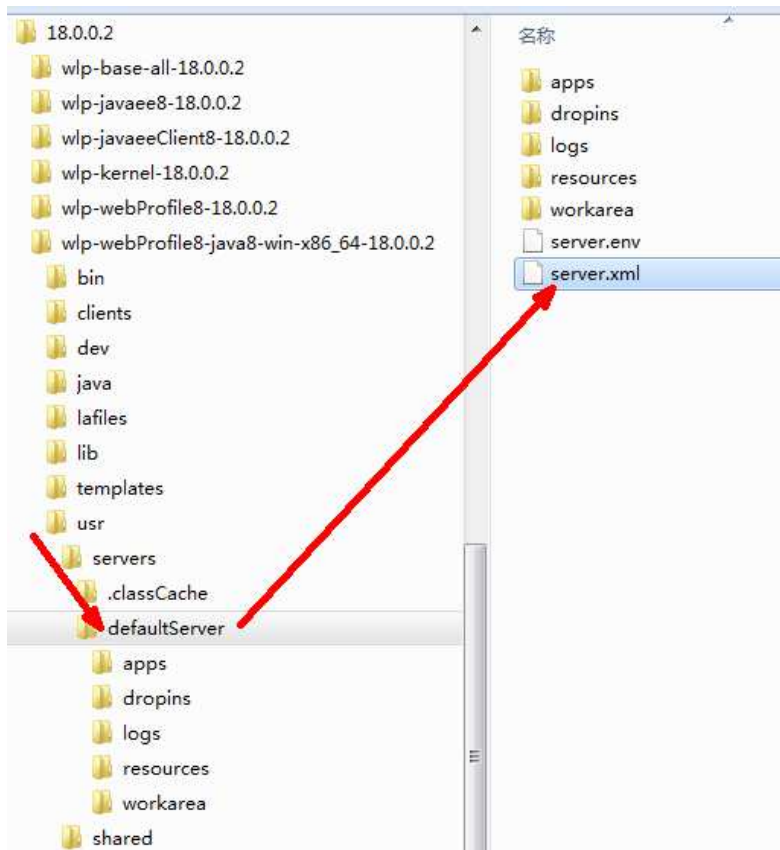 18.0.0.2
wlp-base-all-18.0.0.2
wlp-javaee8-18.0.0.2
wlp-javaeeClient8-18.0.0.2
wlp-kernel-18.0.0.2
wlp-webProfile8-18.0.0.2
wlp-webProfile8-java8-win-x86_64-18.0.0.2
bin
clients
dev
java
lafiles
lib
templates
usr
servers
.classCache
defaultServer
apps
dropins
logs
resources
workarea
shared
名称
apps
dropins
logs
resources
workarea
server.env
server.xml